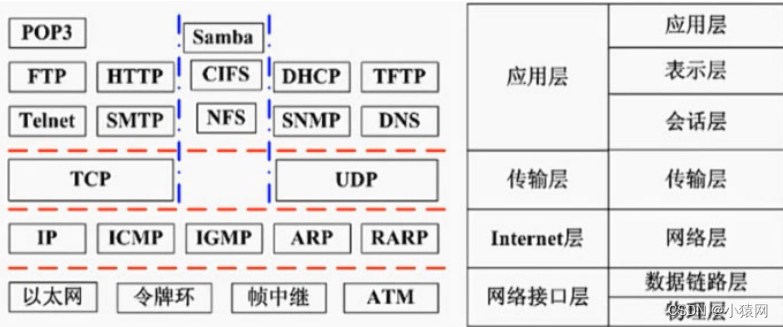 POP3
Samba
FTP HTTP CIFS DHCP TFTP
Telnet SMTP NFS SNMP DNS
TCP UDP
IP ICMP IGMP ARP RARP
以太网 令牌环 帧中继 ATM
应用层 应用层
表示层
会话层
传输层 传输层
Internet层 网络层
网络接口层 数据链路层
物理层
CSDN @小猿网